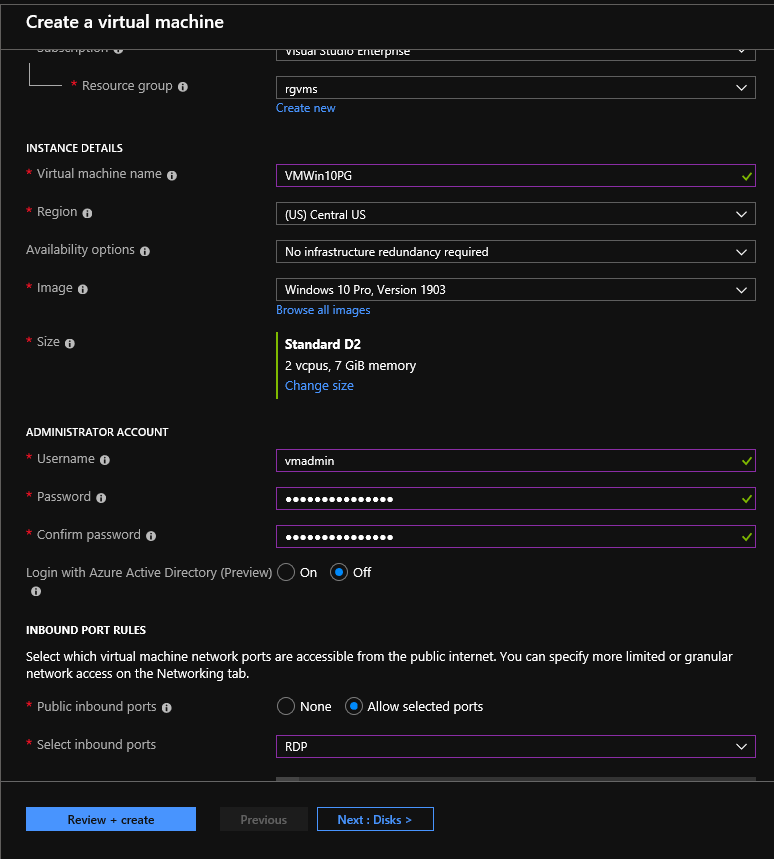 Create a virtual machine
Subscription
Visual Studio Enterprise
* Resource group
rgvms
Create new
INSTANCE DETAILS
* Virtual machine name
VMWin10PG
* Region
(US) Central US
Availability options
No infrastructure redundancy required
* Image
Windows 10 Pro, Version 1903
Browse all images
* Size
Standard D2
2 vcpus, 7 GiB memory
Change size
ADMINISTRATOR ACCOUNT
* Username
vmadmin
* Password
●●●●●●●●●●●●●●●
* Confirm password
●●●●●●●●●●●●●●●
Login with Azure Active Directory (Preview) On Off
INBOUND PORT RULES
Select which virtual machine network ports are accessible from the public internet. You can specify more limited or granular
network access on the Networking tab.
* Public inbound ports
None Allow selected ports
* Select inbound ports
RDP
Review + create Previous Next : Disks >